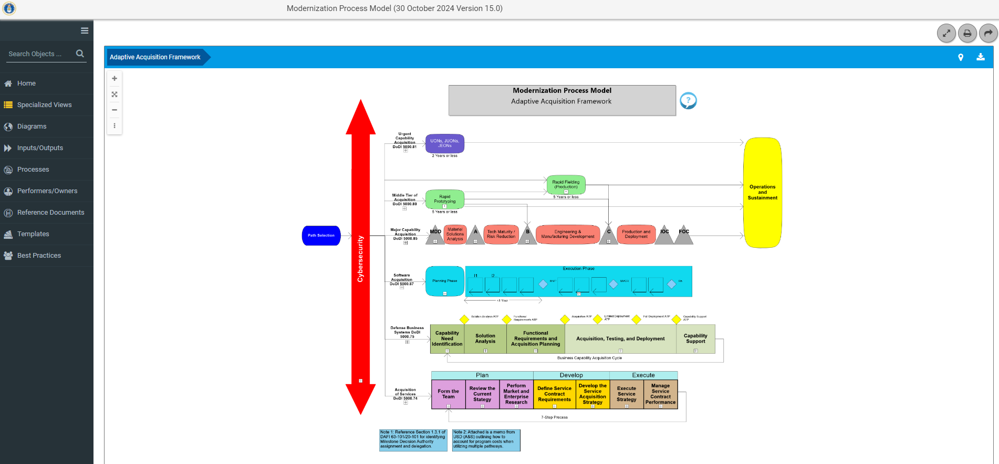 Modernization Process Model (30 October 2024 Version 15.0)
Search Objects ...
Home
Specialized Views
Diagrams
Inputs/Outputs
Processes
Performers/Owners
Reference Documents
Templates
Best Practices
Adaptive Acquisition Framework
Modernization Process Model
Adaptive Acquisition Framework
?
Path Selection
Cybersecurity
Urgent
Capability
Acquisition
DoDI 5000.81
UONs, JUONs,
JEONs
2 Years or less
Middle Tier of
Acquisition
DoDI 5000.80
Rapid
Prototyping
5 Years or less
Rapid Fielding
(Production)
5 Years or less
Operations
and
Sustainment
Major Capability
Acquisition
DoDI 5000.85
MDD
Materiel
Solutions
Analysis
A
Tech Maturity /
Risk Reduction
B
Engineering &
Manufacturing Development
C
Production and
Deployment
IOC
FOC
Software
Acquisition
DoDI 5000.87
Planning Phase
Execution Phase
I1
I2
MVP
MVCR
Rn
<1 Year
Defense Business
Systems DoDI
5000.75
Solution Analysis ATP
Functional
Requirements ATP
Acquisition ATP
Limited Deployment
ATP
Full Deployment ATP
Capability Support
ATP
Capability
Need
Identification
Solution
Analysis
Functional
Requirements and
Acquisition Planning
Acquisition, Testing, and Deployment
Capability
Support
Business Capability Acquisition Cycle
Acquisition
of Services
DoDI 5000.74
Plan
Develop
Execute
Form the
Team
Review the
Current
Stategy
Perform
Market and
Enterprise
Research
Define Service
Contract
Requirements
Develop the
Service
Acquisition
Strategy
Execute
Service
Strategy
Manage
Service
Contract
Performance
7-Step Process
Note 1: Reference Section 1.3.1 of
DAFI 63-101/20-101 for identifying
Milestone Decision Authority
assignment and delegation.
Note 2: Attached is a memo from
USD (A&S) outlining how to
account for program costs when
utilizing multiple pathways.